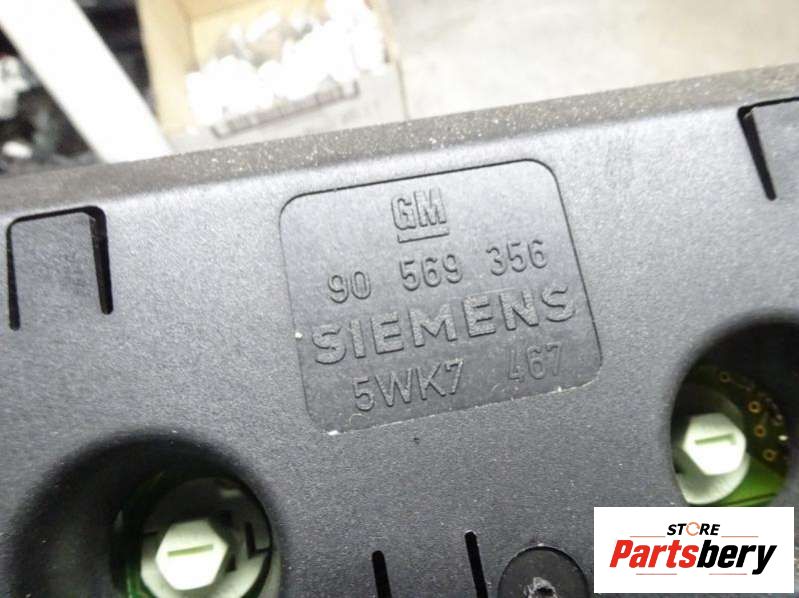 GM
90 569 356
SIEMENS
5WK7 467
STORE
Partsbery